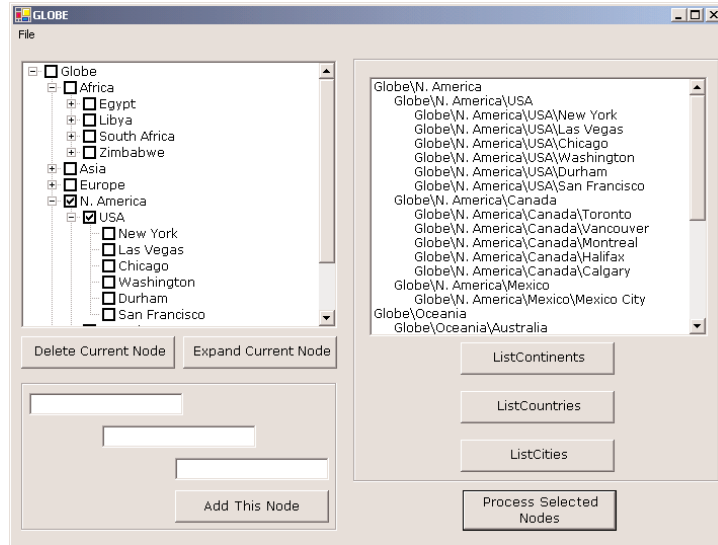 GLOBE
File
Globe
Africa
Egypt
Libya
South Africa
Zimbabwe
Asia
Europe
N. America
USA
New York
Las Vegas
Chicago
Washington
Durham
San Francisco
Delete Current Node
Expand Current Node
Add This Node
Globe\N. America
Globe\N. America\USA
Globe\N. America\USA\New York
Globe\N. America\USA\Las Vegas
Globe\N. America\USA\Chicago
Globe\N. America\USA\Washington
Globe\N. America\USA\Durham
Globe\N. America\USA\San Francisco
Globe\N. America\Canada
Globe\N. America\Canada\Toronto
Globe\N. America\Canada\Vancouver
Globe\N. America\Canada\Montreal
Globe\N. America\Canada\Halifax
Globe\N. America\Canada\Calgary
Globe\N. America\Mexico
Globe\N. America\Mexico\Mexico City
Globe\Oceania
Globe\Oceania\Australia
ListContinents
ListCountries
ListCities
Process Selected
Nodes